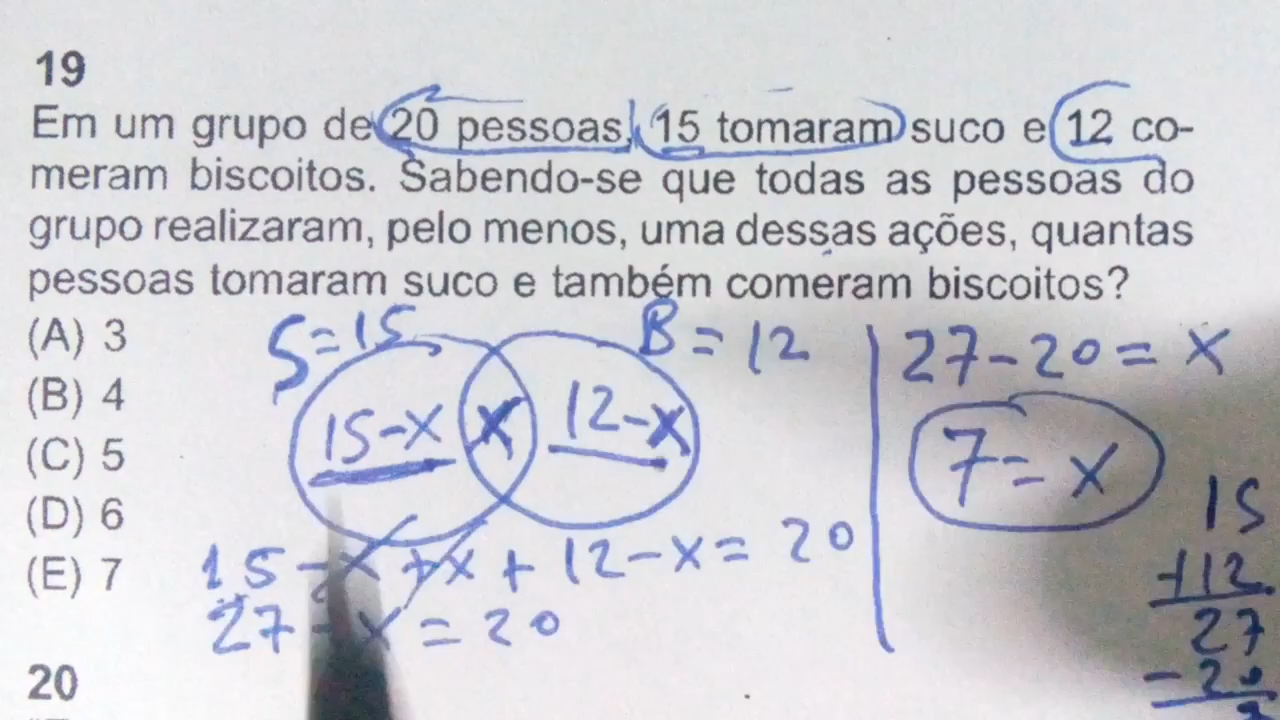 19
Em um grupo de 20 pessoas, 15 tomaram suco e 12 co-
meram biscoitos. Sabendo-se que todas as pessoas do
grupo realizaram, pelo menos, uma dessas ações, quantas
pessoas tomaram suco e também comeram biscoitos?
(A) 3
(B) 4
(C) 5
(D) 6
(E) 7
S=15
B=12
15-x
x
12-x
15-x+x+12-x=20
27-x=20
27-20=x
7=x
15
+12
27
-20
20